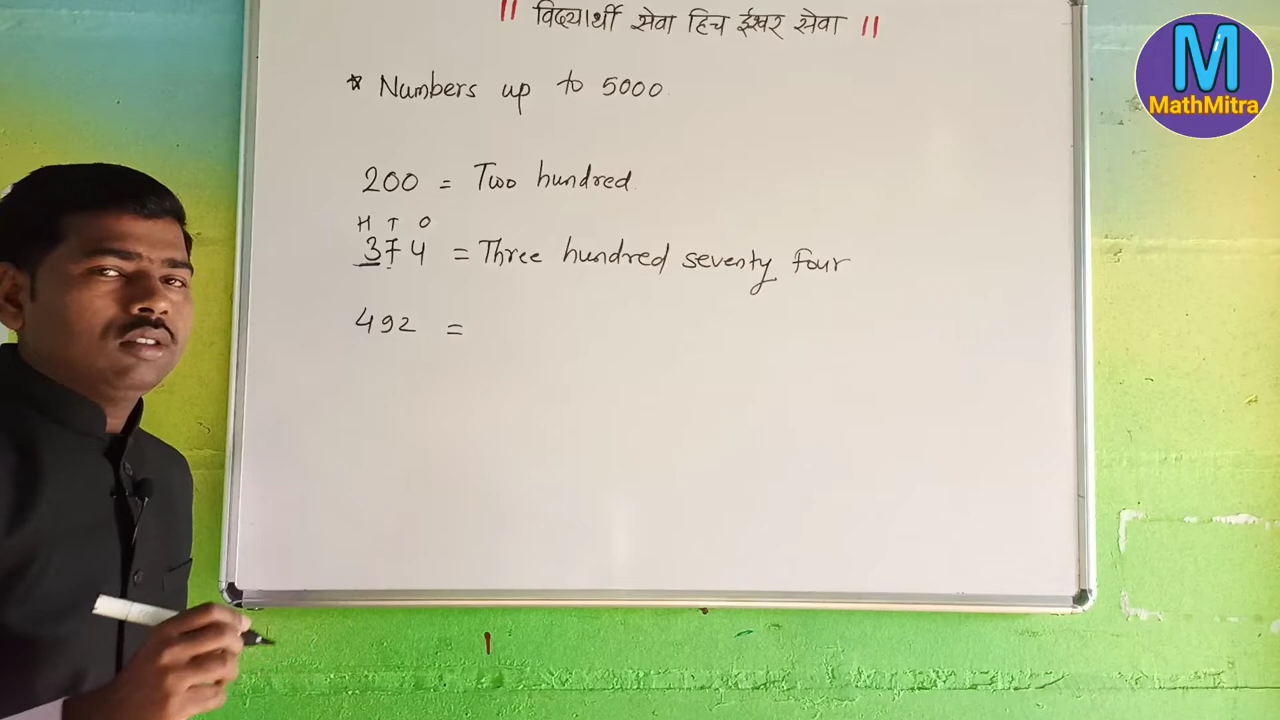 ॥ विद्यार्थी सेवा हिच ईश्वर सेवा ॥
M
MathMitra
* Numbers up to 5000
200 = Two hundred
H T O
374 = Three hundred seventy four
492 =